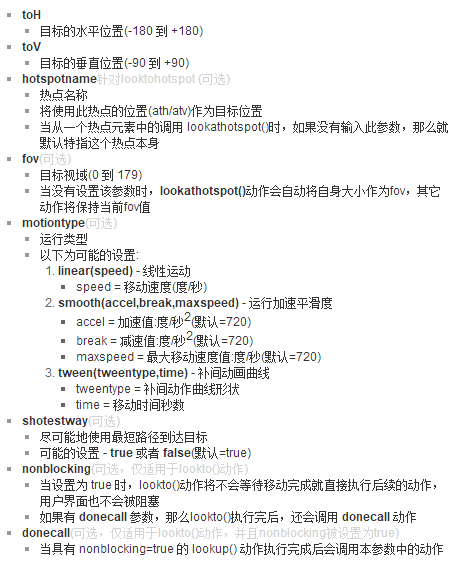 toH
目标的水平位置(-180 到 +180)
toV
目标的垂直位置(-90 到 +90)
hotspotname针对looktohotspot (可选)
热点名称
将使用此热点的位置(ath/atv)作为目标位置
当从一个热点元素中的调用 lookathotspot()时，如果没有输入此参数，那么就
默认特指这个热点本身
fov(可选)
目标视域(0 到 179)
当没有设置该参数时，lookathotspot()动作会自动将自身大小作为fov，其它
动作将保持当前fov值
motiontype(可选)
运行类型
以下为可能的设置:
1. linear(speed) - 线性运动
speed = 移动速度(度/秒)
2. smooth(accel,break,maxspeed) - 运行加速平滑度
accel = 加速值:度/秒2(默认=720)
break = 减速值:度/秒2(默认=720)
maxspeed = 最大移动速度值:度/秒(默认=720)
3. tween(tweentype,time) - 补间动画曲线
tweentype = 补间动作曲线形状
time = 移动时间秒数
shotestway(可选)
尽可能地使用最短路径到达目标
可能的设置 - true 或者 false(默认=true)
nonblocking(可选，仅适用于lookto()动作)
当设置为 true 时，lookto()动作将不会等待移动完成就直接执行后续的动作，
用户界面也不会被阻塞
如果有 donecall 参数，那么lookto()执行完后，还会调用 donecall 动作
donecall(可选，仅适用于lookto()动作，并且nonblocking被设置为true)
当具有 nonblocking=true 的 lookup() 动作执行完成后会调用本参数中的动作